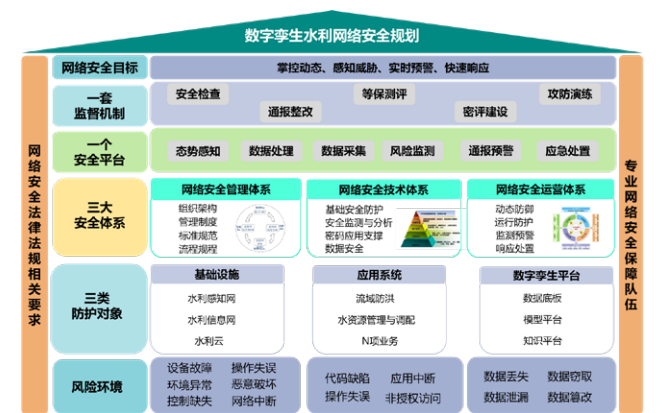 数字孪生水利网络安全规划
网络安全法律法规相关要求
网络安全目标
掌控动态、感知威胁、实时预警、快速响应
一套
监督机制
安全检查
等保测评
攻防演练
通报整改
密评建设
一个
安全平台
态势感知
数据处理
数据采集
风险监测
通报预警
应急处置
三大
安全体系
网络安全管理体系
组织架构
管理制度
标准规范
流程规程
网络安全技术体系
基础安全防护
安全监测与分析
密码应用支撑
数据安全
网络安全运营体系
动态防御
运行防护
监测预警
响应处置
三类
防护对象
基础设施
水利感知网
水利信息网
水利云
应用系统
流域防洪
水资源管理与调配
N项业务
数字孪生平台
数据底板
模型平台
知识平台
风险环境
设备故障 操作失误
环境异常 恶意破坏
控制缺失 网络中断
代码缺陷 应用中断
操作失误 非授权访问
数据丢失 数据窃取
数据泄漏 数据篡改
专业网络安全保障队伍